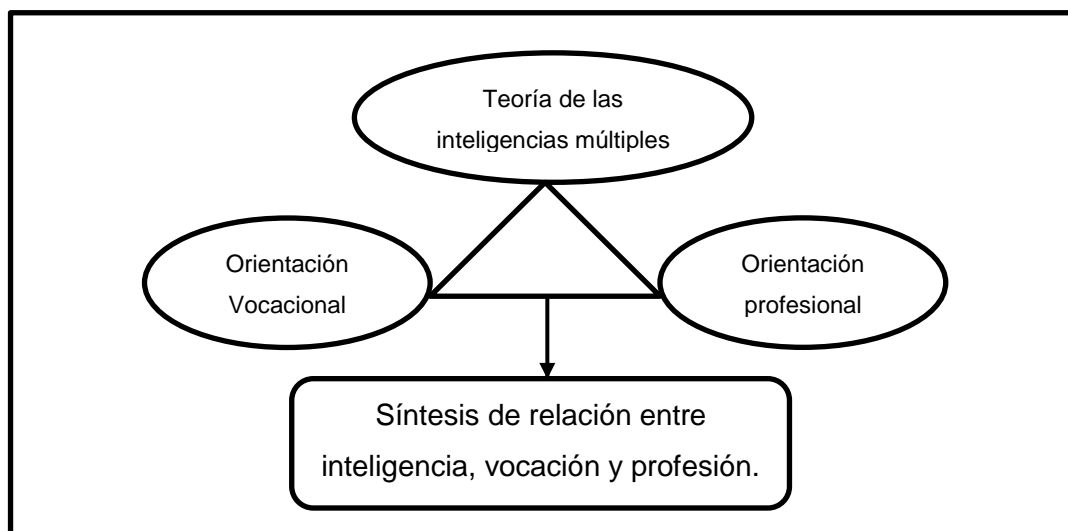 Teoría de las
inteligencias múltiples
Orientación
Vocacional
Orientación
profesional
Síntesis de relación entre
inteligencia, vocación y profesión.